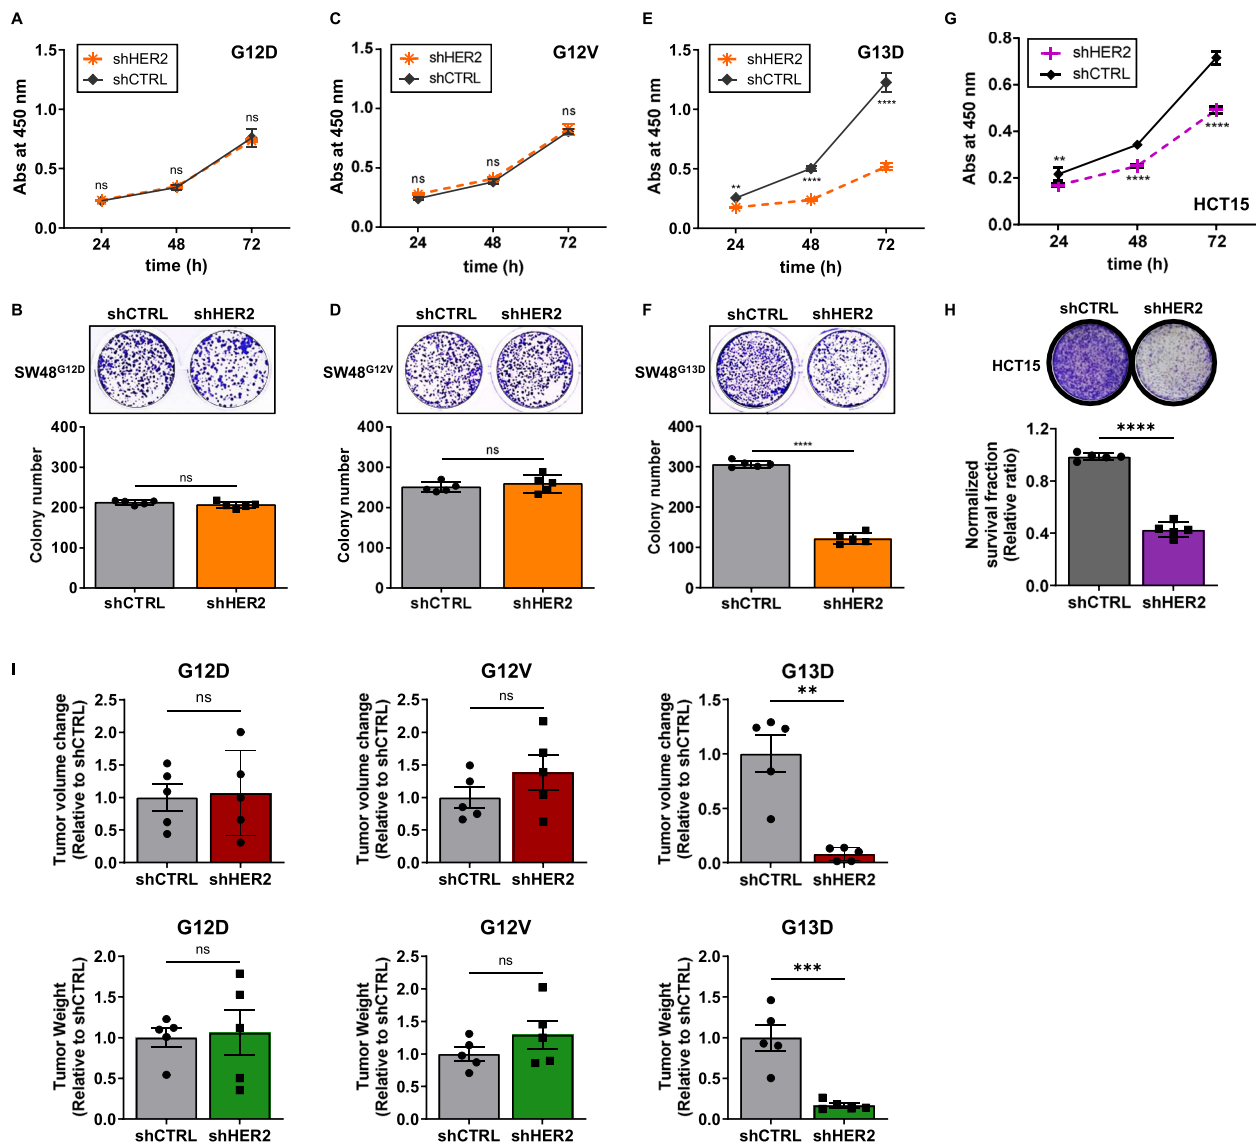 A
1.5
1.0
0.5
0.0
Abs at 450 nm
shHER2
shCTRL
G12D
ns
ns
ns
24
48
72
time (h)
C
1.5
1.0
0.5
0.0
Abs at 450 nm
shHER2
shCTRL
G12V
ns
ns
ns
24
48
72
time (h)
E
1.5
1.0
0.5
0.0
Abs at 450 nm
shHER2
shCTRL
G13D
**
****
****
24
48
72
time (h)
G
0.8
0.6
0.4
0.2
0.0
Abs at 450 nm
shHER2
shCTRL
**
****
****
HCT15
24
48
72
time (h)
B
shCTRL
shHER2
SW48G12D
400
300
200
100
0
Colony number
ns
shCTRL
shHER2
D
shCTRL
shHER2
SW48G12V
400
300
200
100
0
Colony number
ns
shCTRL
shHER2
F
shCTRL
shHER2
SW48G13D
400
300
200
100
0
Colony number
****
shCTRL
shHER2
H
shCTRL
shHER2
HCT15
1.2
0.8
0.4
0.0
Normalized
survival fraction
(Relative ratio)
****
shCTRL
shHER2
I
G12D
2.5
2.0
1.5
1.0
0.5
0.0
Tumor volume change
(Relative to shCTRL)
ns
shCTRL
shHER2
G12V
2.5
2.0
1.5
1.0
0.5
0.0
Tumor volume change
(Relative to shCTRL)
ns
shCTRL
shHER2
G13D
1.5
1.0
0.5
0.0
Tumor volume change
(Relative to shCTRL)
**
shCTRL
shHER2
G12D
2.0
1.5
1.0
0.5
0.0
Tumor Weight
(Relative to shCTRL)
ns
shCTRL
shHER2
G12V
2.5
2.0
1.5
1.0
0.5
0.0
Tumor Weight
(Relative to shCTRL)
ns
shCTRL
shHER2
G13D
2.0
1.5
1.0
0.5
0.0
Tumor Weight
(Relative to shCTRL)
***
shCTRL
shHER2